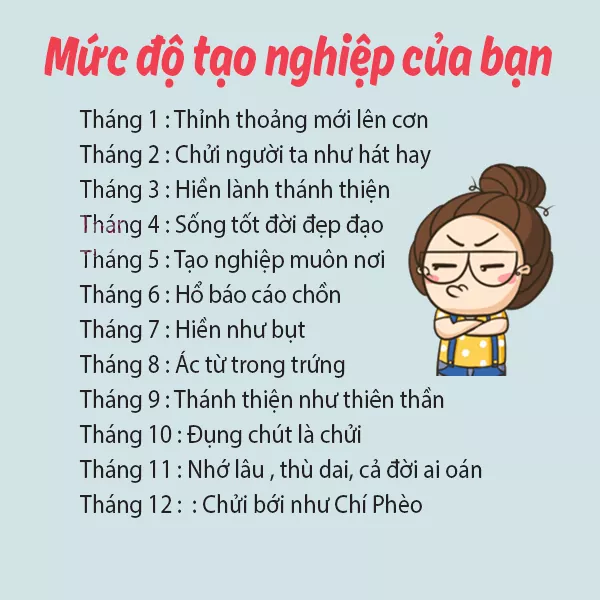 Mức độ tạo nghiệp của bạn
Tháng 1 : Thỉnh thoảng mới lên cơn
Tháng 2 : Chửi người ta như hát hay
Tháng 3 : Hiền lành thánh thiện
Tháng 4 : Sống tốt đời đẹp đạo
Tháng 5 : Tạo nghiệp muôn nơi
Tháng 6 : Hổ báo cáo chồn
Tháng 7 : Hiền như bụt
Tháng 8 : Ác từ trong trứng
Tháng 9 : Thánh thiện như thiên thần
Tháng 10 : Đụng chút là chửi
Tháng 11 : Nhớ lâu , thù dai, cả đời ai oán
Tháng 12 :  : Chửi bới như Chí Phèo